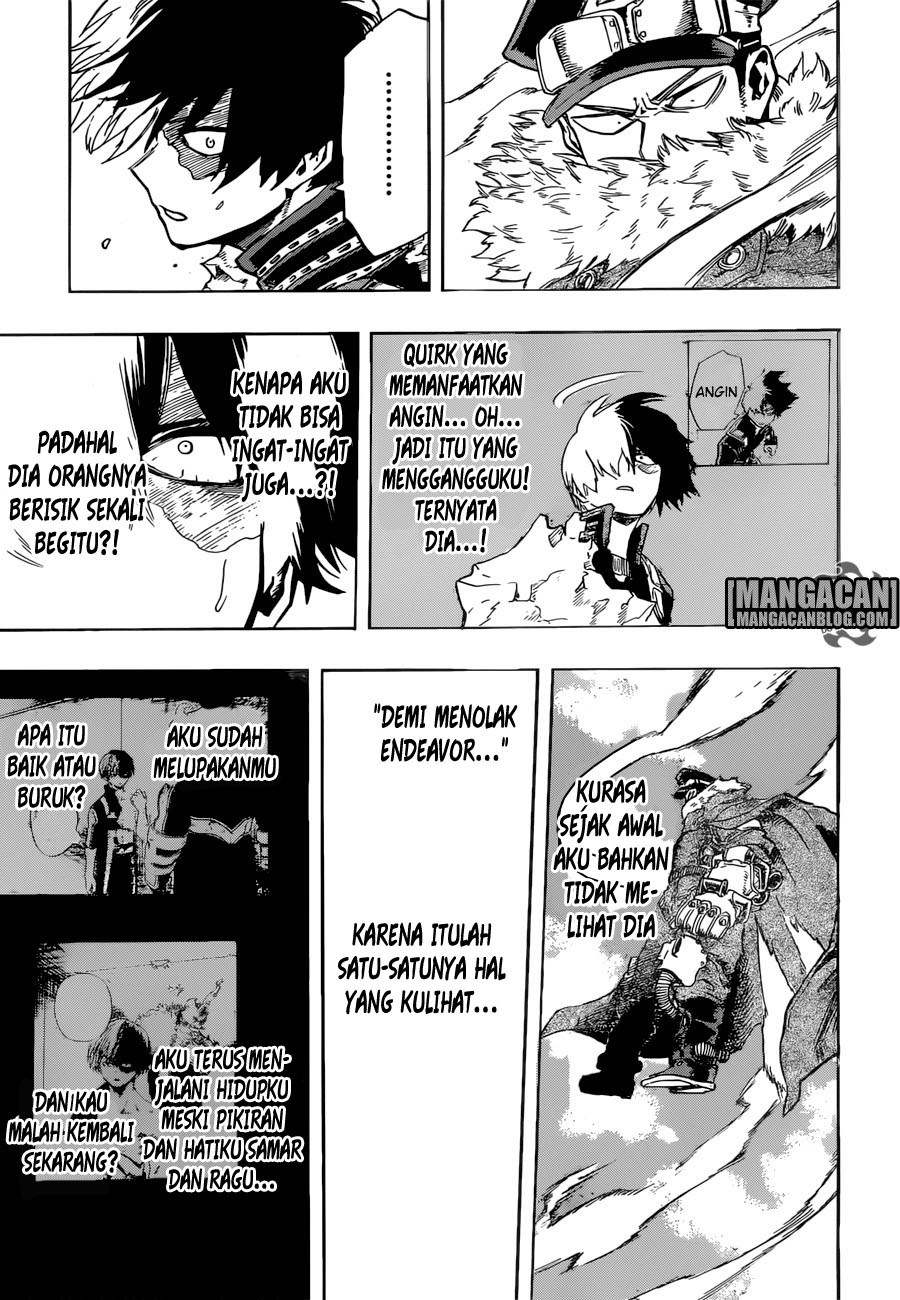 ..........
ANGIN
QUIRK YANG
MEMANFAATKAN
ANGIN... OH...
JADI ITU YANG
MENGGANGGUKU!
TERNYATA
DIA...!
KENAPA AKU
TIDAK BISA
INGAT-INGAT
JUGA...?!
PADAHAL
DIA ORANGNYA
BERISIK SEKALI
BEGITU?!
[MANGACAN]
MANGACANBLOG.COM
KURASA
SEJAK AWAL
AKU BAHKAN
TIDAK ME-
LIHAT DIA
"DEMI MENOLAK
ENDEAVOR..."
KARENA ITULAH
SATU-SATUNYA HAL
YANG KULIHAT...
AKU SUDAH
MELUPAKANMU
APA ITU
BAIK ATAU
BURUK?
AKU TERUS MEN-
JALANI HIDUPKU
MESKI PIKIRAN
DAN HATIKU SAMAR
DAN RAGU...
DAN KAU
MALAH KEMBALI
SEKARANG?